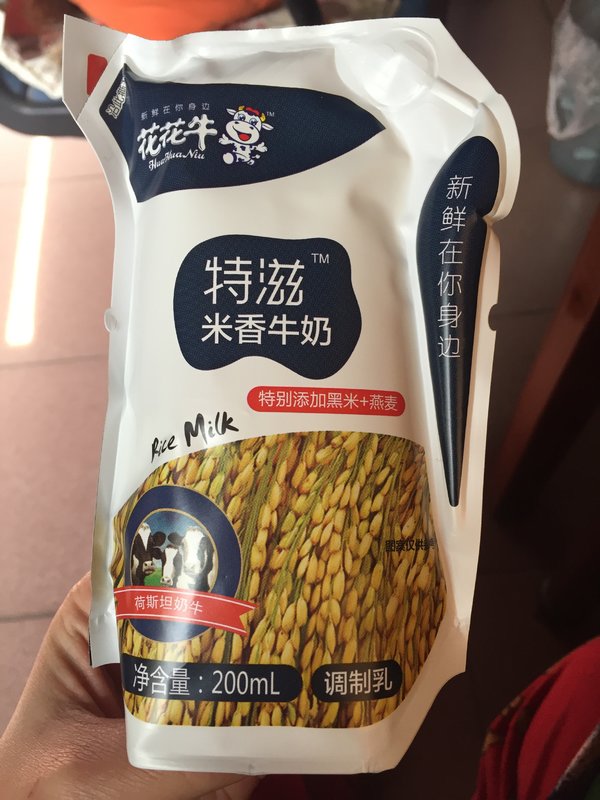 新鲜在你身边
花花牛
TM
HuaHuaNiu
新鲜在你身边
特滋
TM
米香牛奶
特别添加黑米+燕麦
Rice Milk
荷斯坦奶牛
净含量：200mL
调制乳